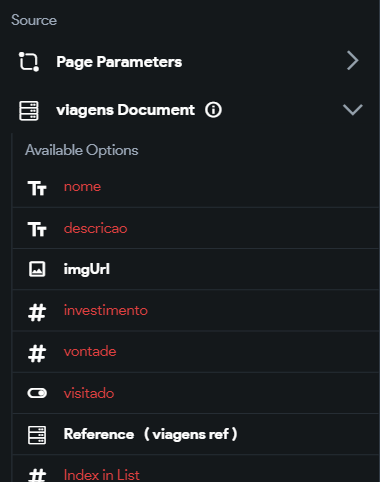 Source
Page Parameters
viagens Document
Available Options
nome
descricao
imgUrl
investimento
vontade
visitado
Reference ( viagens ref )
Index in List